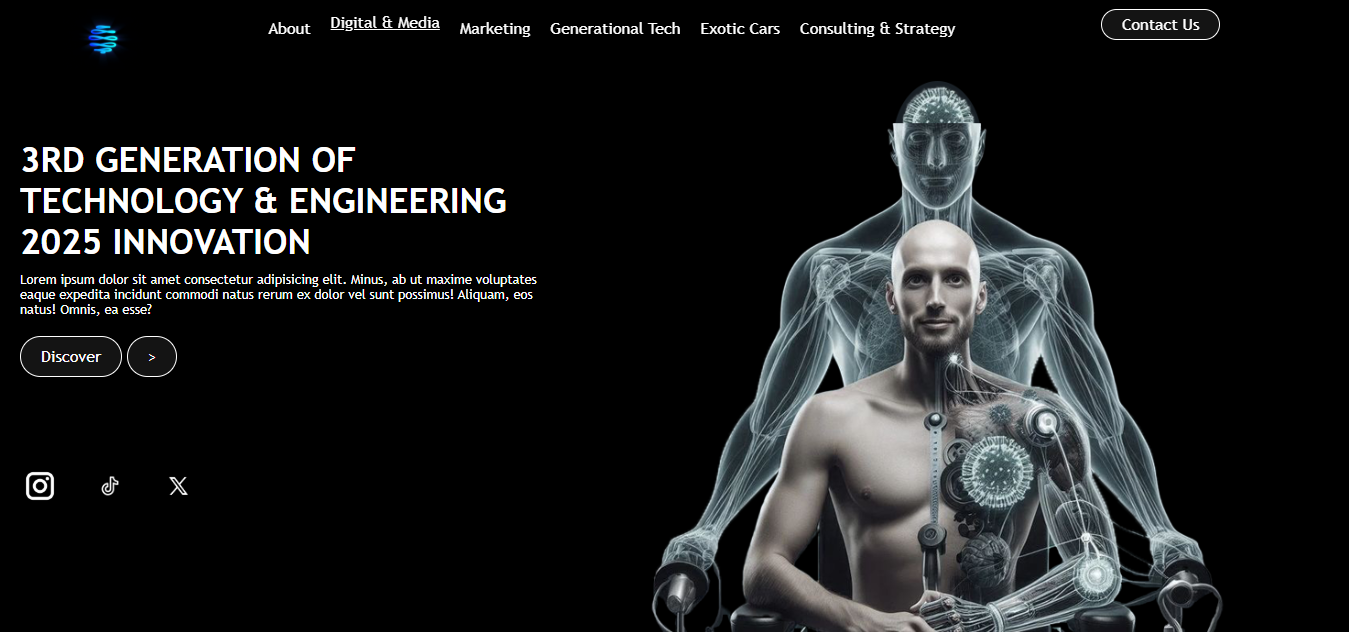 About Digital & Media Marketing Generational Tech Exotic Cars Consulting & Strategy Contact Us
3RD GENERATION OF
TECHNOLOGY & ENGINEERING
2025 INNOVATION
Lorem ipsum dolor sit amet consectetur adipisicing elit. Minus, ab ut maxime voluptates
eaque expedita incidunt commodi natus rerum ex dolor vel sunt possimus! Aliquam, eos
natus! Omnis, ea esse?
Discover >